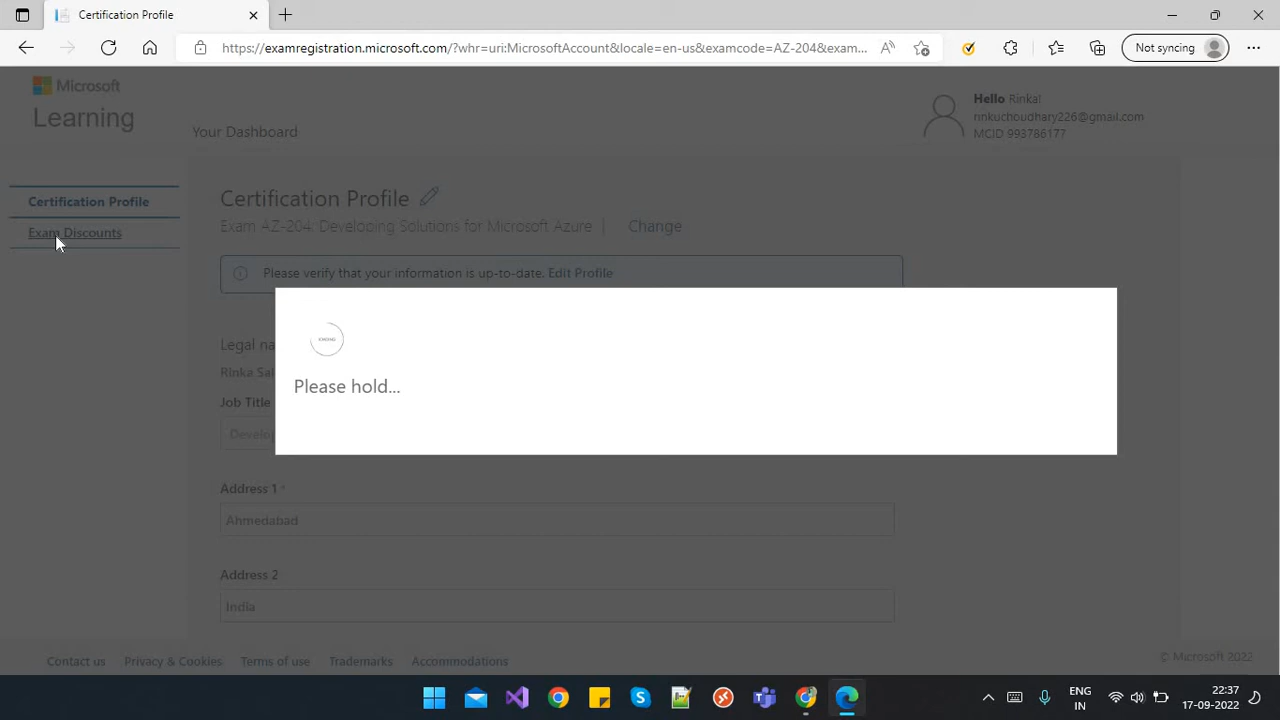 Certification Profile
https://examregistration.microsoft.com/?whr=uri:MicrosoftAccount&locale=en-us&examcode=AZ-204&exam...
Not syncing
Microsoft
Learning
Your Dashboard
Hello Rinkal
rinkuchoudhary226@gmail.com
MCID 993786177
Certification Profile
Exam Discounts
Certification Profile
Exam AZ-204: Developing Solutions for Microsoft Azure | Change
Please verify that your information is up-to-date. Edit Profile
Please hold...
Legal na
Rinka Sal
Job Title
Develop
Address 1 *
Ahmedabad
Address 2
India
Contact us Privacy & Cookies Terms of use Trademarks Accommodations
© Microsoft 2022
ENG
IN
22:37
17-09-2022